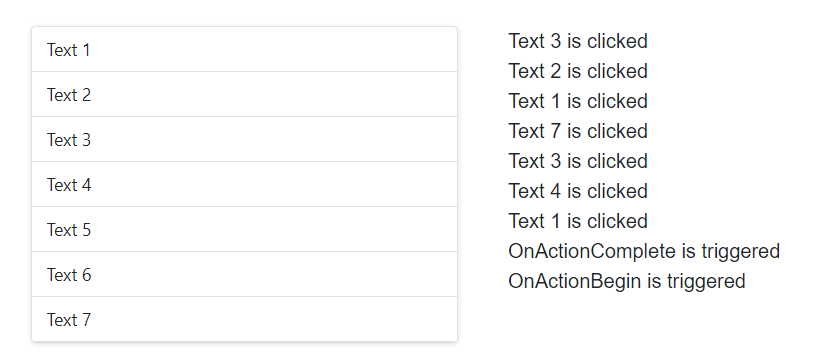 Text 1
Text 2
Text 3
Text 4
Text 5
Text 6
Text 7
Text 3 is clicked
Text 2 is clicked
Text 1 is clicked
Text 7 is clicked
Text 3 is clicked
Text 4 is clicked
Text 1 is clicked
OnActionComplete is triggered
OnActionBegin is triggered